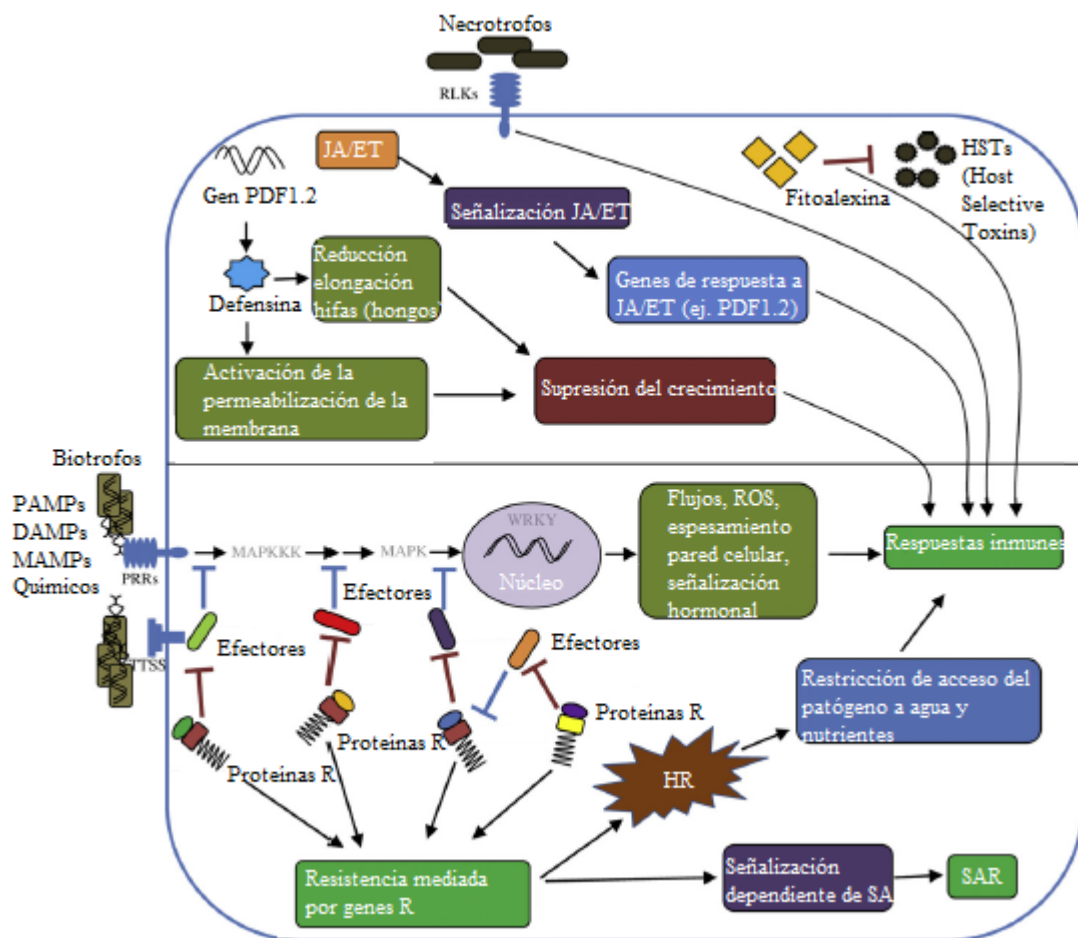 Necrotrofos
RLKs
JA/ET
Gen PDF1.2
Señalización JA/ET
Fitoalexina
HSTs
(Host
Selective
Toxins)
Reducción
elongación
hifas (hongos)
Defensina
Genes de respuesta a
JA/ET (ej. PDF1.2)
Activación de la
permeabilización de la
membrana
Supresión del crecimiento
Biotrofos
PAMPs
DAMPs
MAMPs
Químicos
PRRs
MAPKKK
MAPK
WRKY
Núcleo
Flujos, ROS,
espesamiento
pared celular,
señalización
hormonal
Respuestas inmunes
Efectores
TTSS
Efectores
Efectores
Restricción de acceso del
patógeno a agua y
nutrientes
Proteínas R
Proteínas R
Proteínas R
HR
Resistencia mediada
por genes R
Señalización
dependiente de SA
SAR